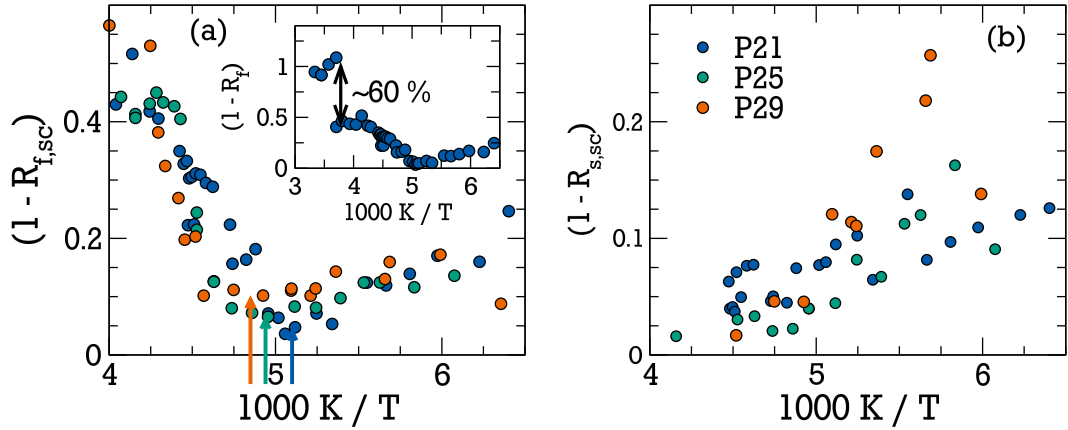 (a)
(1 - R_f,sc)
0.4
0.2
0
4
5
6
1000 K / T
(1 - R_f)
1
0.5
0
3
4
5
6
1000 K / T
~60 %
(b)
P21
P25
P29
(1 - R_s,sc)
0.2
0.1
0
4
5
6
1000 K / T